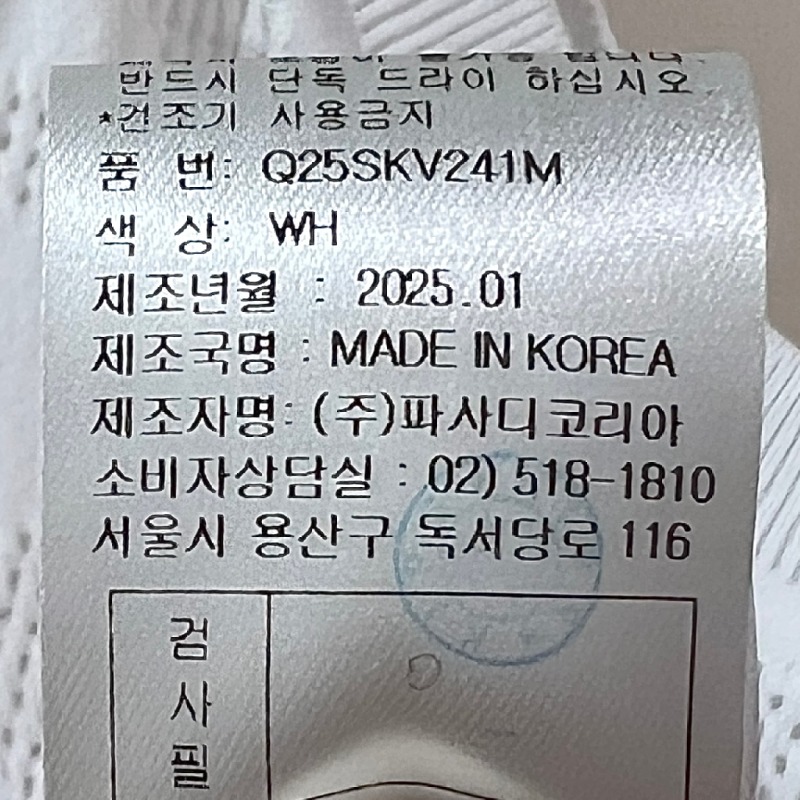 반드시 단독 드라이 하십시오.
*건조기 사용금지
품 번: Q25SKV241M
색 상: WH
제조년월 : 2025.01
제조국명 : MADE IN KOREA
제조자명: (주)파사디코리아
소비자상담실 : 02) 518-1810
서울시 용산구 독서당로 116
검
사
필